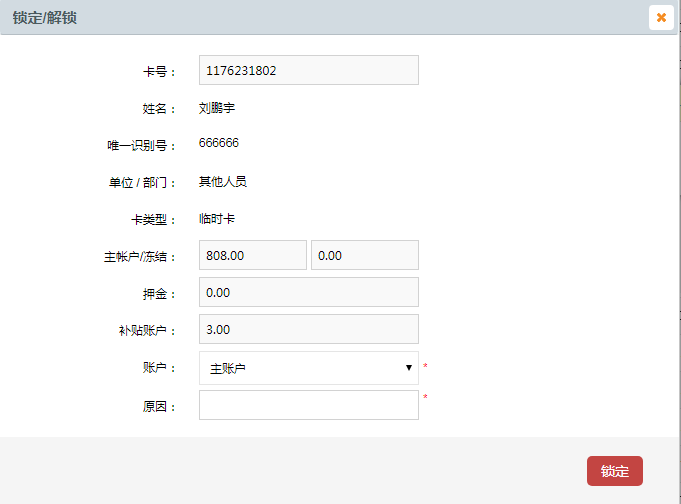 锁定/解锁
卡号： 1176231802
姓名： 刘鹏宇
唯一识别号： 666666
单位 / 部门： 其他人员
卡类型： 临时卡
主帐户/冻结： 808.00 0.00
押金： 0.00
补贴账户： 3.00
账户： 主账户 *
原因： *
锁定